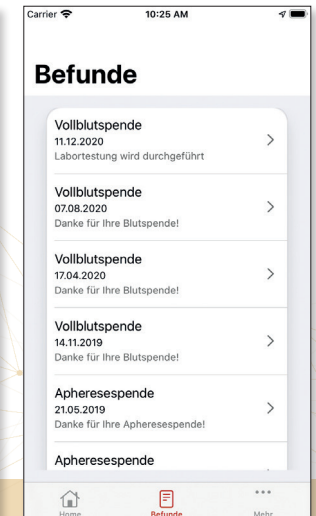 Carrier 10:25 AM
Befunde
Vollblutspende
11.12.2020
Labortestung wird durchgeführt
Vollblutspende
07.08.2020
Danke für Ihre Blutspende!
Vollblutspende
17.04.2020
Danke für Ihre Blutspende!
Vollblutspende
14.11.2019
Danke für Ihre Blutspende!
Apheresespende
21.05.2019
Danke für Ihre Apheresespende!
Apheresespende
Home Befunde Mehr